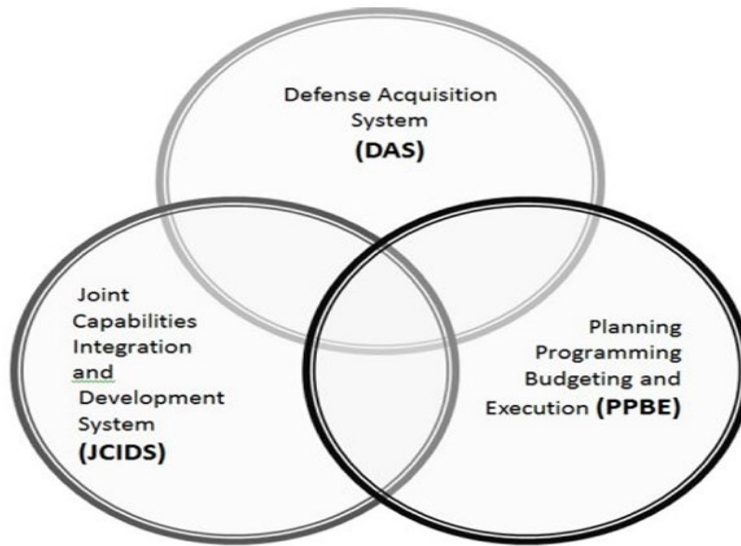 Defense Acquisition
System
(DAS)
Joint
Capabilities
Integration
and
Development
System
(JCIDS)
Planning
Programming
Budgeting and
Execution (PPBE)